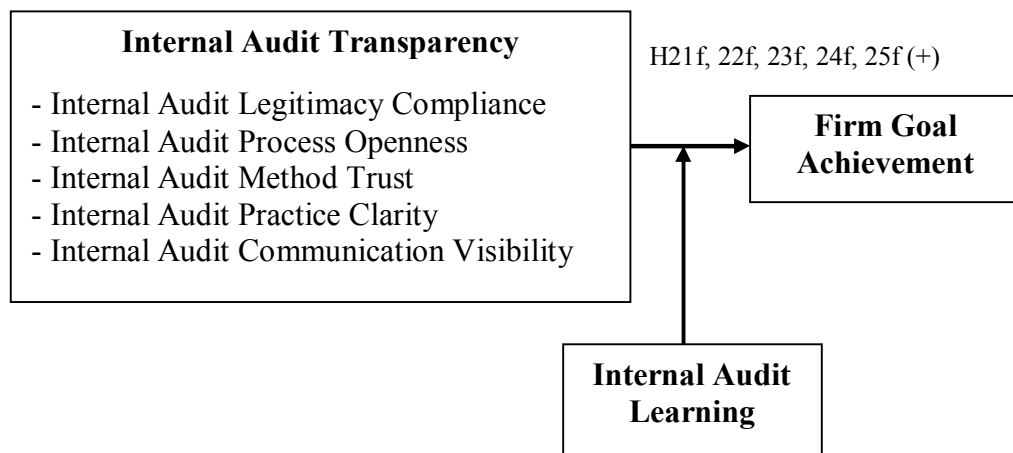 Internal Audit Transparency
- Internal Audit Legitimacy Compliance
- Internal Audit Process Openness
- Internal Audit Method Trust
- Internal Audit Practice Clarity
- Internal Audit Communication Visibility
H21f, 22f, 23f, 24f, 25f (+)
Firm Goal
Achievement
Internal Audit
Learning